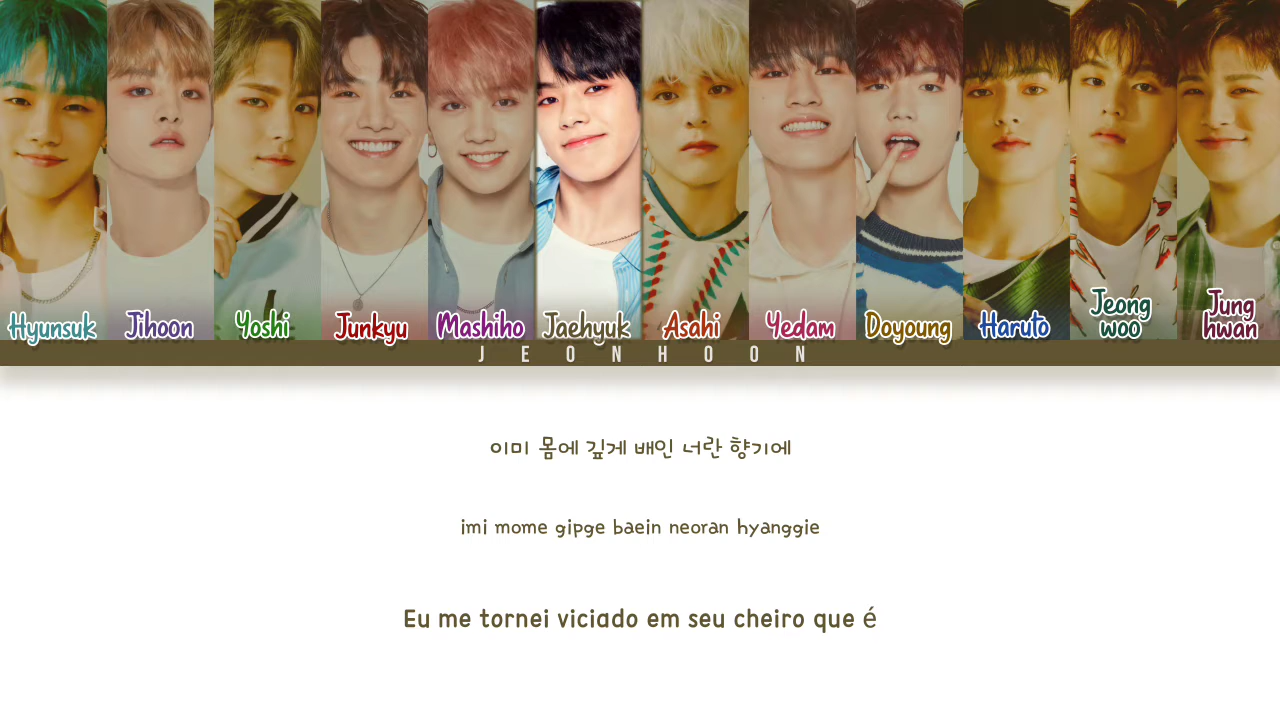 Hyunsuk Jihoon Yoshi Junkyu Mashiho Jaehyuk Asahi Yedam Doyoung Haruto Jeong woo Jung hwan
JEONHOON
이미 몸에 깊게 배인 너란 향기에
imi mome gipge baein neoran hyanggie
Eu me tornei viciado em seu cheiro que é